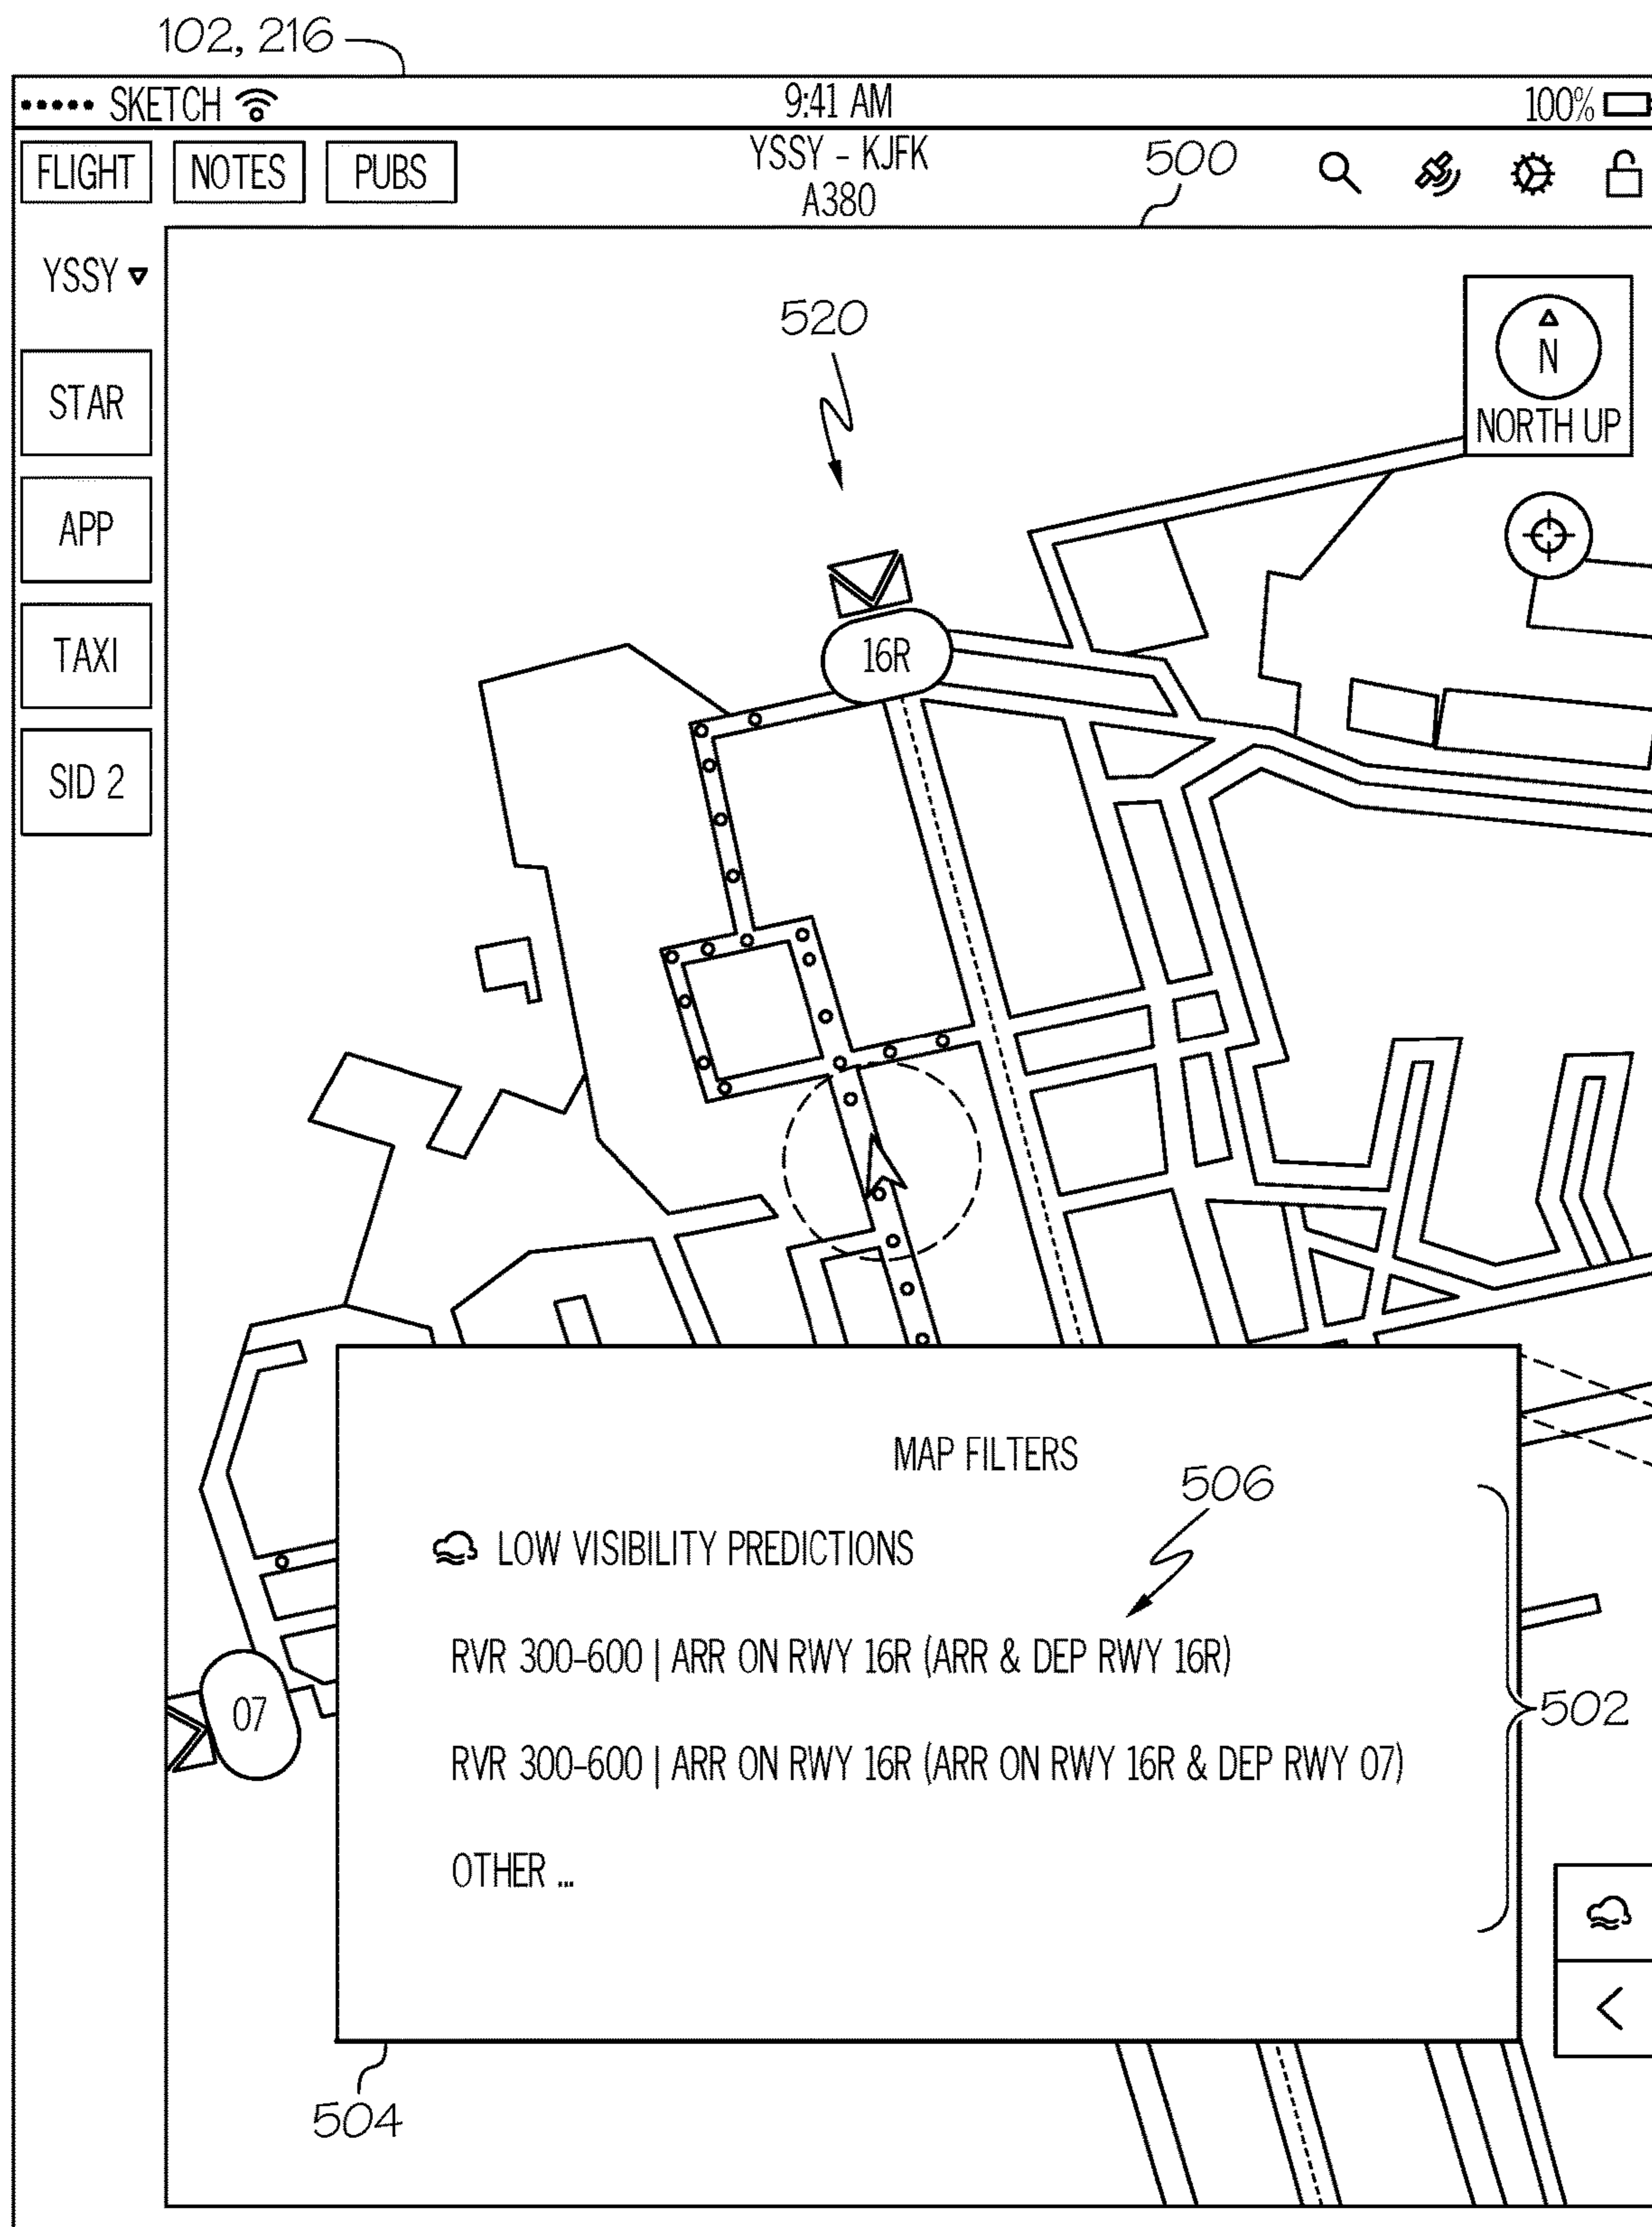 102, 216
SKETCH 9:41 AM 100%
FLIGHT NOTES PUBS
YSSY - KJFK
A380
500
YSSY
520
N
NORTH UP
STAR
APP
TAXI
SID 2
16R
MAP FILTERS
506
LOW VISIBILITY PREDICTIONS
RVR 300-600 | ARR ON RWY 16R (ARR & DEP RWY 16R)
07
502
RVR 300-600 | ARR ON RWY 16R (ARR ON RWY 16R & DEP RWY 07)
OTHER ...
504